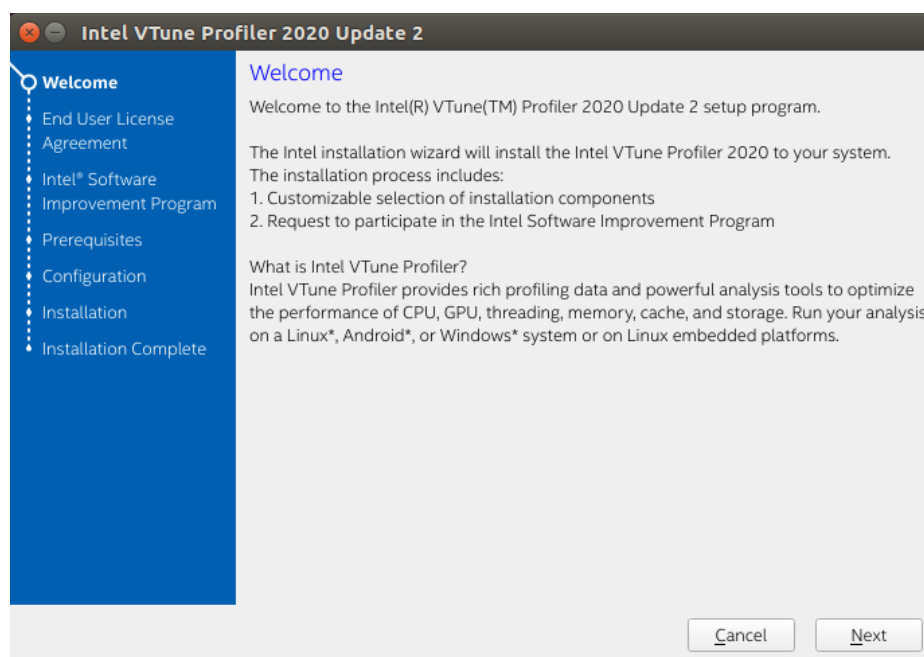 Intel VTune Profiler 2020 Update 2
Welcome
End User License
Agreement
Intel® Software
Improvement Program
Prerequisites
Configuration
Installation
Installation Complete
Welcome
Welcome to the Intel(R) VTune(TM) Profiler 2020 Update 2 setup program.
The Intel installation wizard will install the Intel VTune Profiler 2020 to your system.
The installation process includes:
1. Customizable selection of installation components
2. Request to participate in the Intel Software Improvement Program
What is Intel VTune Profiler?
Intel VTune Profiler provides rich profiling data and powerful analysis tools to optimize
the performance of CPU, GPU, threading, memory, cache, and storage. Run your analysis
on a Linux*, Android*, or Windows* system or on Linux embedded platforms.
Cancel
Next